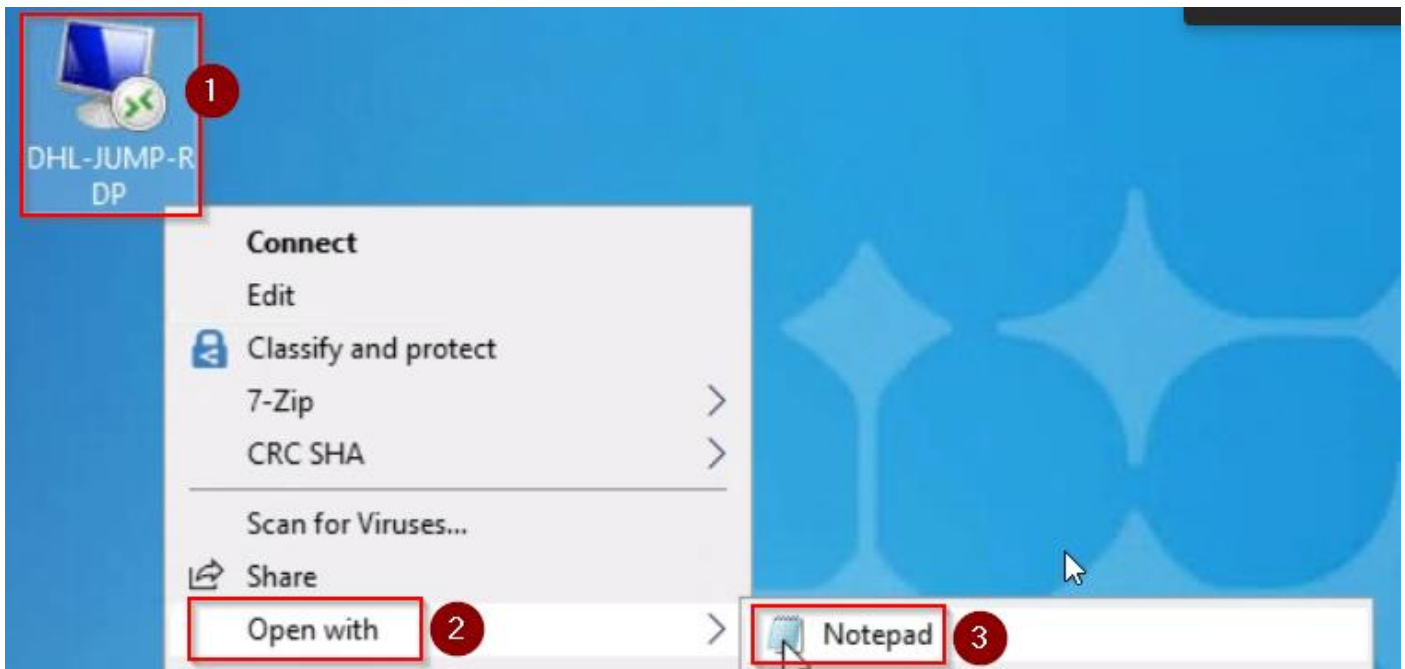 1
DHL-JUMP-R
DP
Connect
Edit
Classify and protect
7-Zip
CRC SHA
Scan for Viruses...
Share
Open with 2
Notepad 3